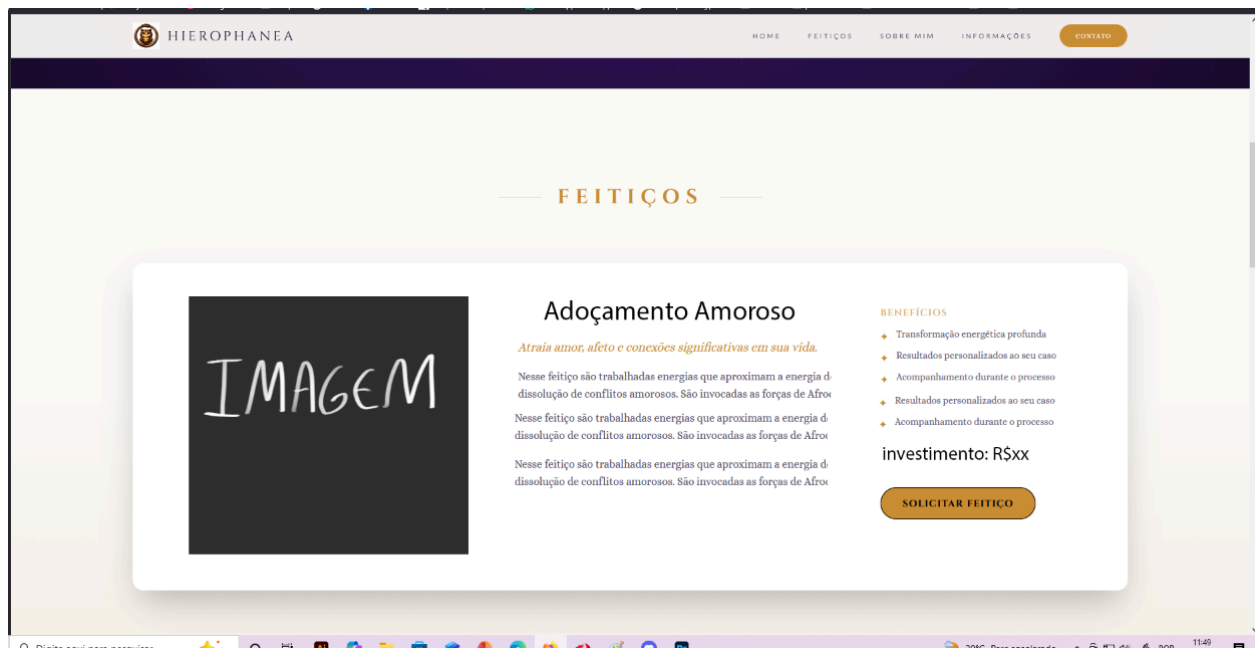 HIEROPHANEA
HOME FEITIÇOS SOBRE MIM INFORMAÇÕES CONTATO
FEITIÇOS
IMAGEM
Adoçamento Amoroso
Atraia amor, afeto e conexões significativas em sua vida.
Nesse feitiço são trabalhadas energias que aproximam a energia d
dissolução de conflitos amorosos. São invocadas as forças de Afro
Nesse feitiço são trabalhadas energias que aproximam a energia d
dissolução de conflitos amorosos. São invocadas as forças de Afro
Nesse feitiço são trabalhadas energias que aproximam a energia d
dissolução de conflitos amorosos. São invocadas as forças de Afro
BENEFÍCIOS
Transformação energética profunda
Resultados personalizados ao seu caso
Acompanhamento durante o processo
Resultados personalizados ao seu caso
Acompanhamento durante o processo
investimento: R$xx
SOLICITAR FEITIÇO
Digite aqui para pesquisar
POR 11:49